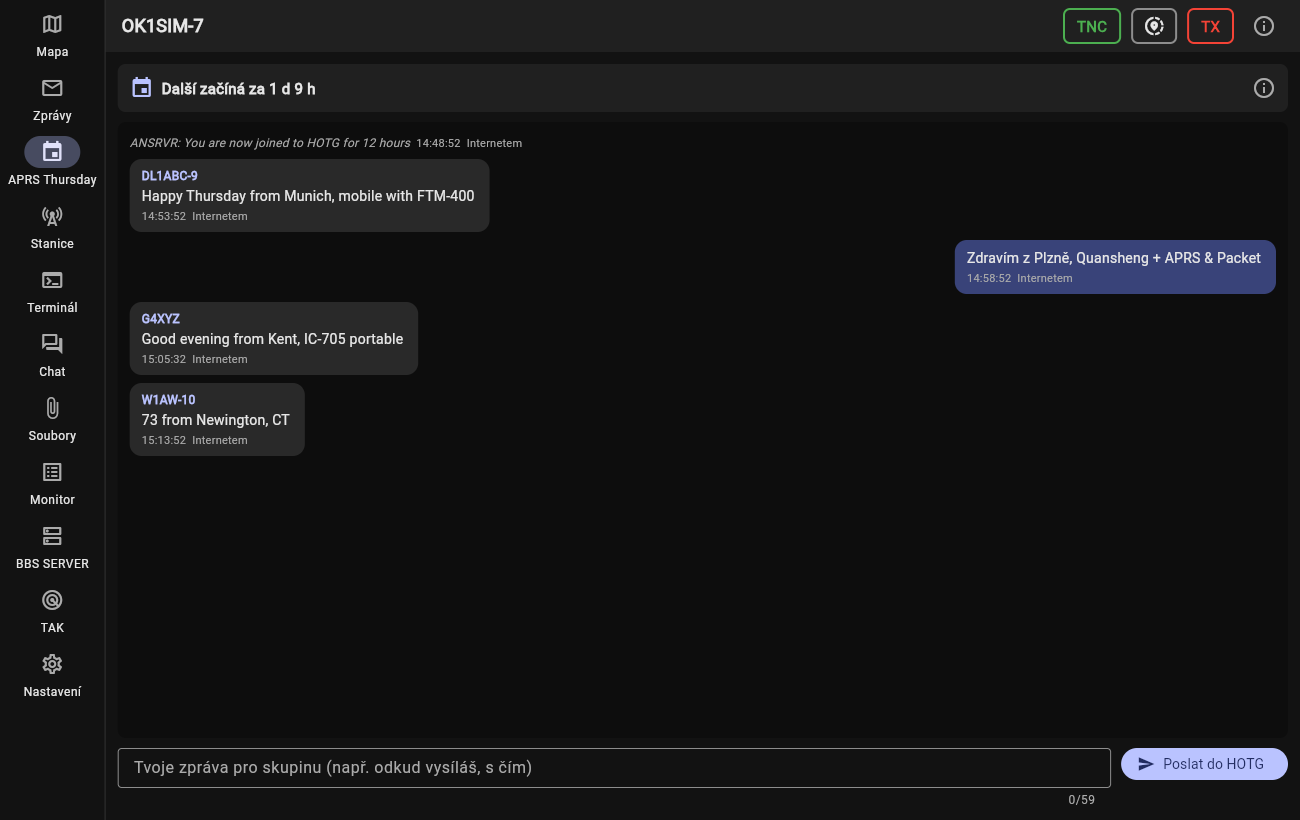 OK1SIM-7
TNC
TX
Mapa
Zprávy
APRS Thursday
Stanice
Terminál
Chat
Soubory
Monitor
BBS SERVER
TAK
Nastavení
Další začíná za 1 d 9 h
ANSRVR: You are now joined to HOTG for 12 hours 14:48:52 Internetem
DL1ABC-9
Happy Thursday from Munich, mobile with FTM-400
14:53:52 Internetem
Zdravím z Plzně, Quansheng + APRS & Packet
14:58:52 Internetem
G4XYZ
Good evening from Kent, IC-705 portable
15:05:32 Internetem
W1AW-10
73 from Newington, CT
15:13:52 Internetem
Tvoje zpráva pro skupinu (např. odkud vysíláš, s čím)
Poslat do HOTG
0/59